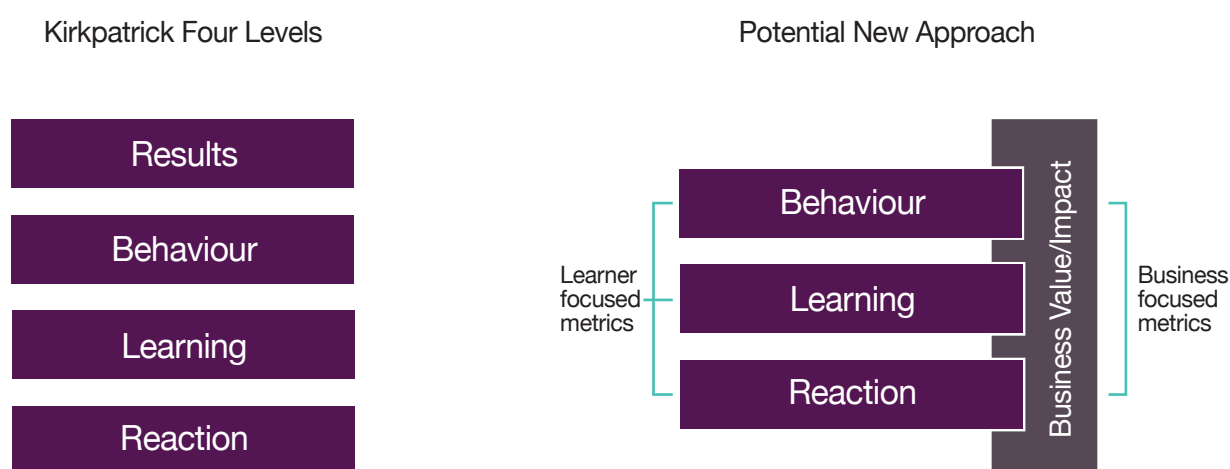 Kirkpatrick Four Levels
Results
Behaviour
Learning
Reaction
Potential New Approach
Learner
focused
metrics
Behaviour
Learning
Reaction
Business Value/Impact
Business
focused
metrics